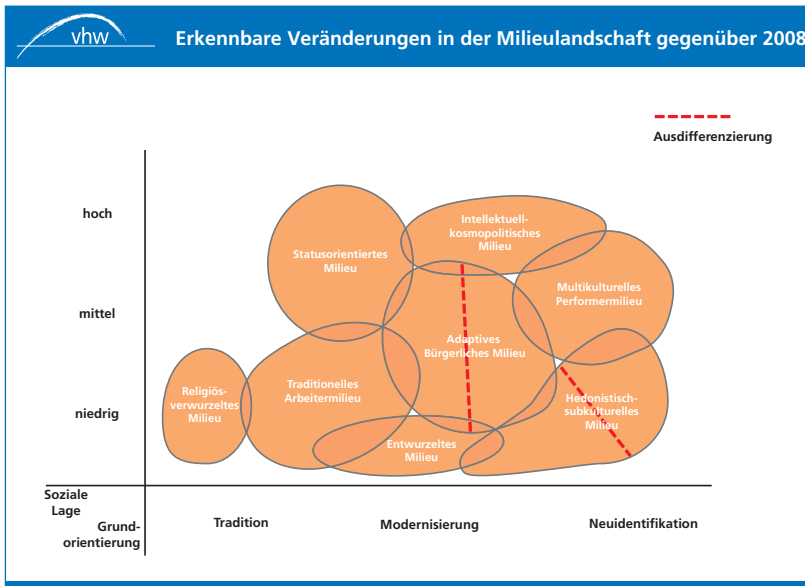 vhw
Erkennbare Veränderungen in der Milieulandschaft gegenüber 2008
Ausdifferenzierung
hoch
mittel
niedrig
Intellektuell-
kosmopolitisches
Milieu
Statusorientiertes
Milieu
Multikulturelles
Performermilieu
Adaptives
Bürgerliches Milieu
Religiös-
verwurzeltes
Milieu
Traditionelles
Arbeitermilieu
Hedonistisch-
subkulturelles
Milieu
Entwurzeltes
Milieu
Soziale
Lage
Grund-
orientierung
Tradition
Modernisierung
Neuidentifikation